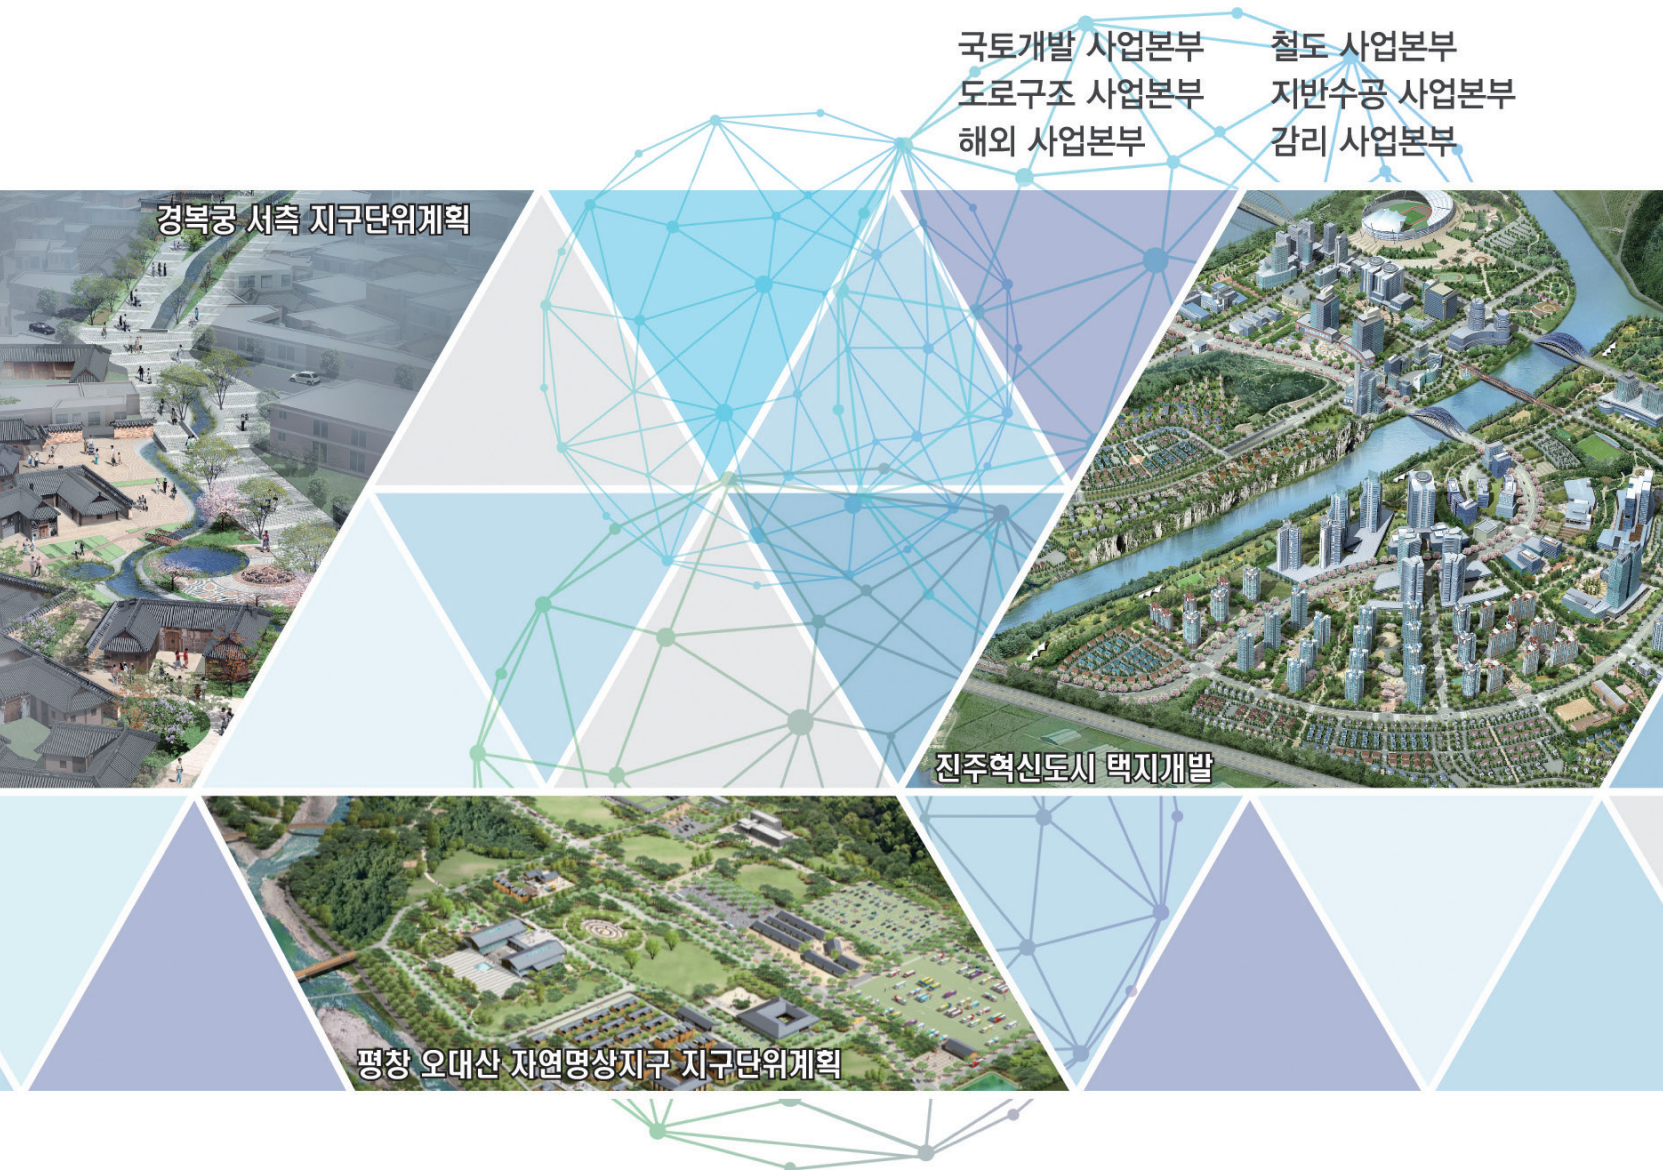 국토개발 사업본부
철도 사업본부
도로구조 사업본부
지반수공 사업본부
해외 사업본부
감리 사업본부
경복궁 서측 지구단위계획
진주혁신도시 택지개발
평창 오대산 자연명상지구 지구단위계획